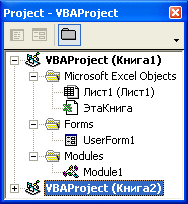 Project - VBAProject
VBAProject (Книга1)
Microsoft Excel Objects
Лист1 (Лист1)
ЭтаКнига
Forms
UserForm1
Modules
Module1
VBAProject (Книга2)